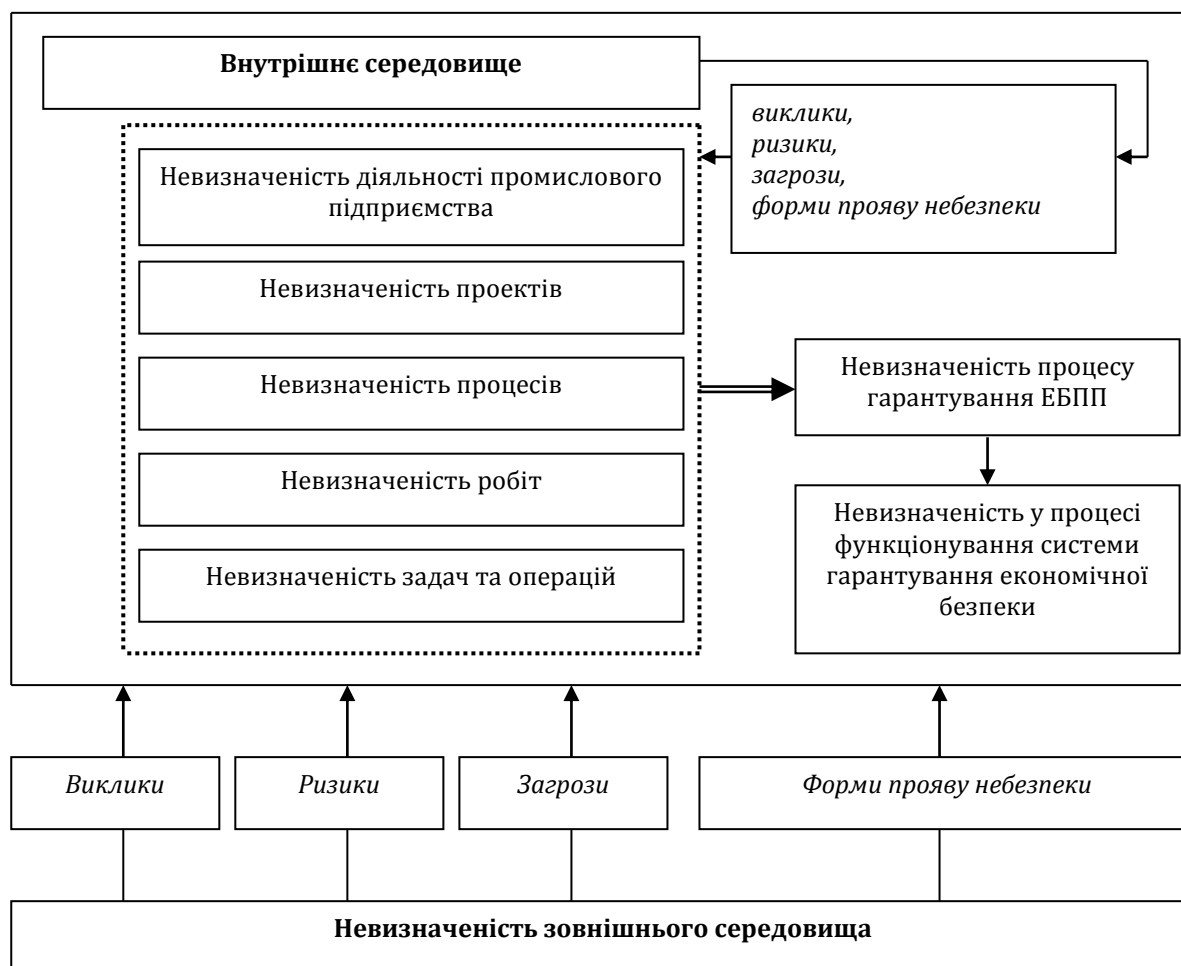 Внутрішнє середовище
виклики,
ризики,
загрози,
форми прояву небезпеки
Невизначеність діяльності промислового
підприємства
Невизначеність проектів
Невизначеність процесів
Невизначеність робіт
Невизначеність задач та операцій
Невизначеність процесу
гарантування ЕБПП
Невизначеність у процесі
функціонування системи
гарантування економічної
безпеки
Виклики
Ризики
Загрози
Форми прояву небезпеки
Невизначеність зовнішнього середовища